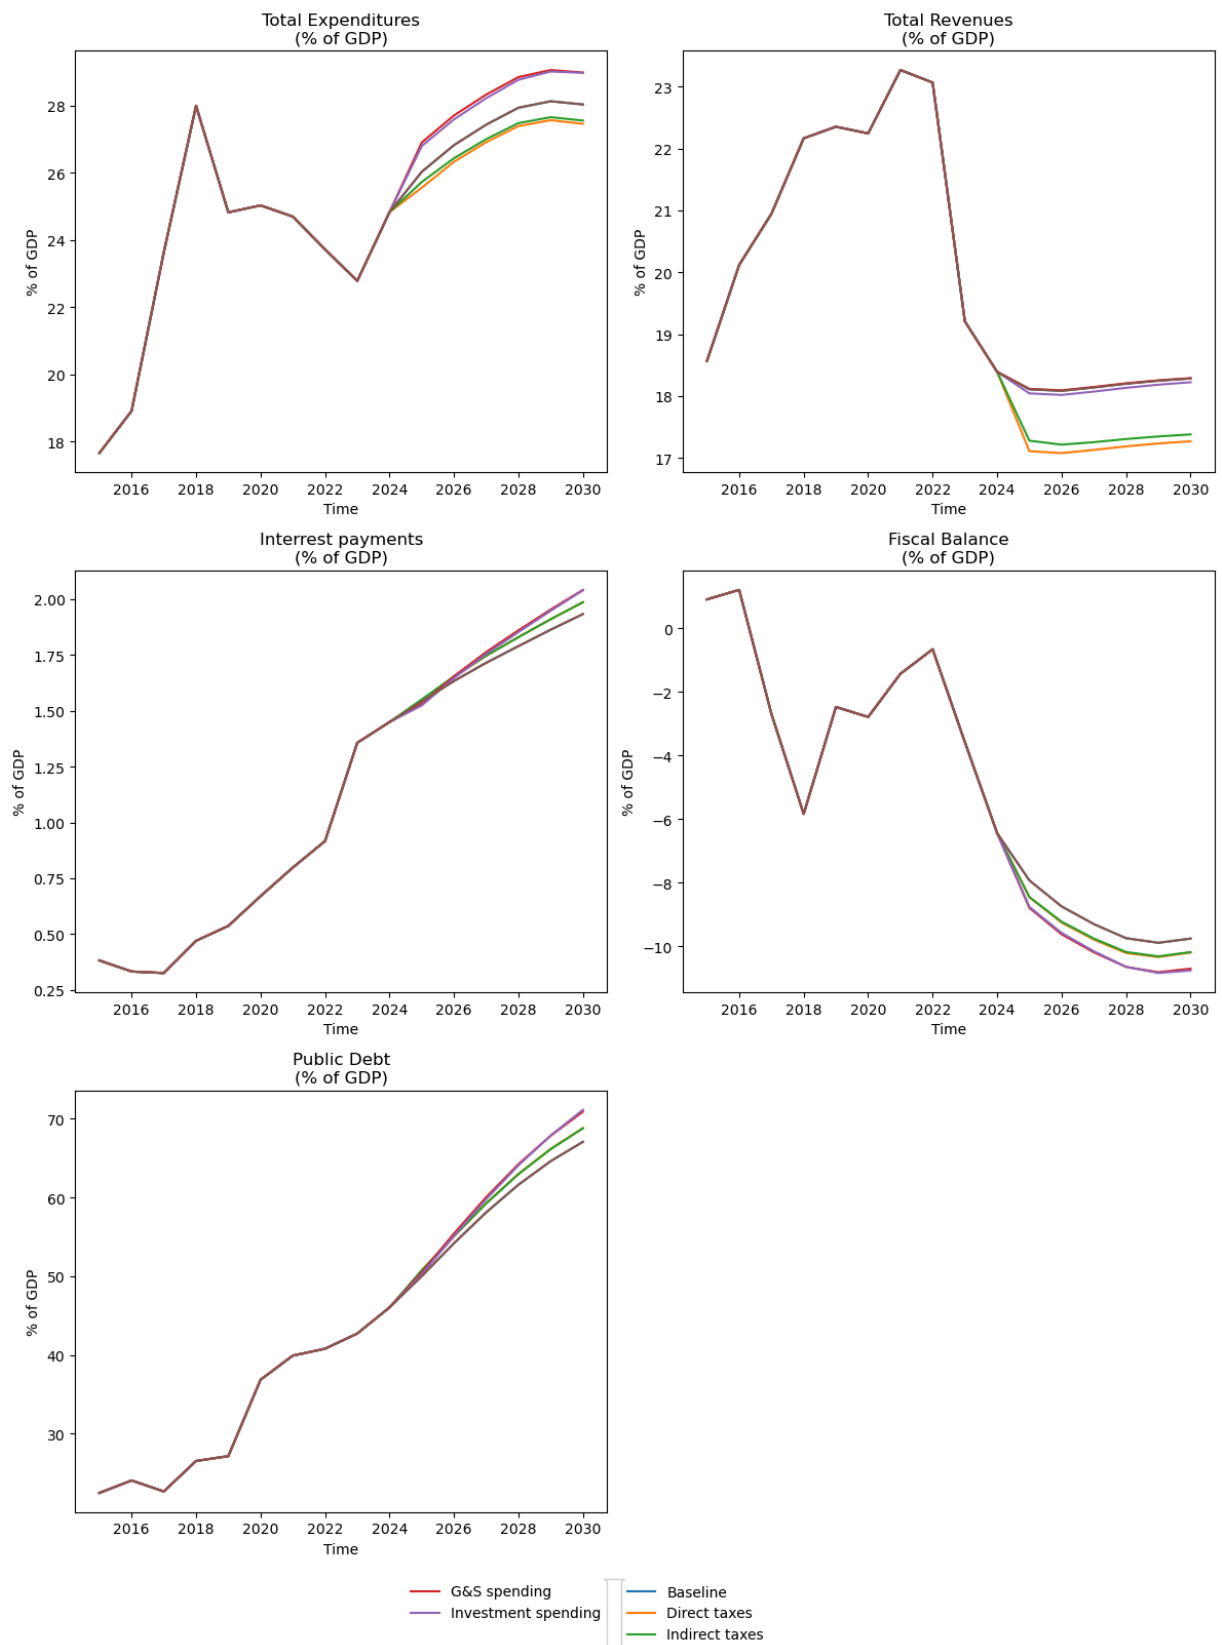 Total Expenditures
(% of GDP)
% of GDP
28
26
24
22
20
18
2016 2018 2020 2022 2024 2026 2028 2030
Time
Total Revenues
(% of GDP)
% of GDP
23
22
21
20
19
18
17
2016 2018 2020 2022 2024 2026 2028 2030
Time
Interrest payments
(% of GDP)
% of GDP
2.00
1.75
1.50
1.25
1.00
0.75
0.50
0.25
2016 2018 2020 2022 2024 2026 2028 2030
Time
Fiscal Balance
(% of GDP)
% of GDP
0
−2
−4
−6
−8
−10
2016 2018 2020 2022 2024 2026 2028 2030
Time
Public Debt
(% of GDP)
% of GDP
70
60
50
40
30
2016 2018 2020 2022 2024 2026 2028 2030
Time
G&S spending
Investment spending
Baseline
Direct taxes
Indirect taxes